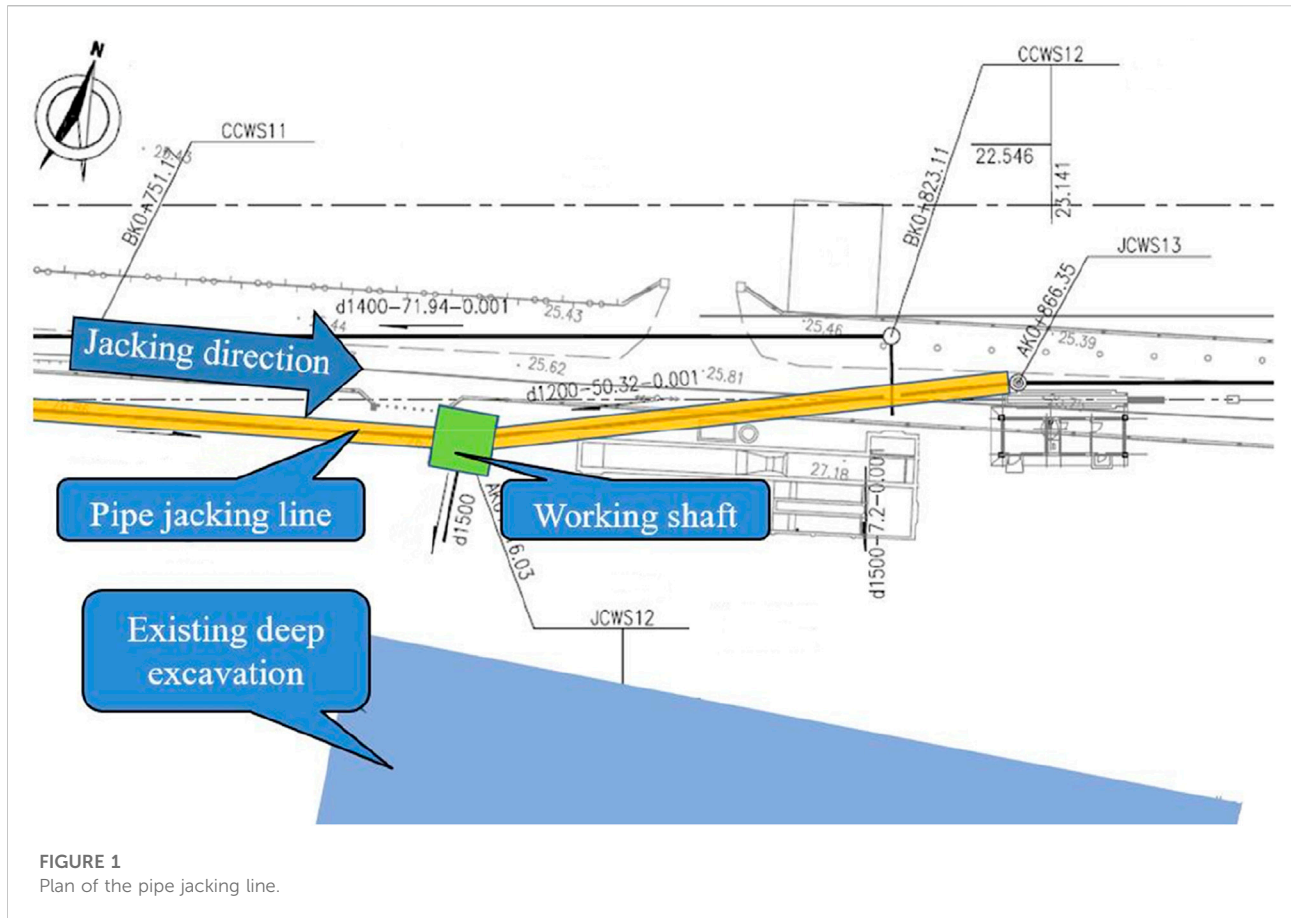 N
CCWS12
CCWS11
BK0+823.11
22.546
23.141
JCWS13
AK0+866.35
d1400-71.94-0.001
25.43
25.46
25.39
Jacking direction
25.62
25.81
d1200-50.32-0.001
27.18
Pipe jacking line
Working shaft
d1500
d1500-7.2-0.001
JCWS12
Existing deep
excavation
FIGURE 1
Plan of the pipe jacking line.